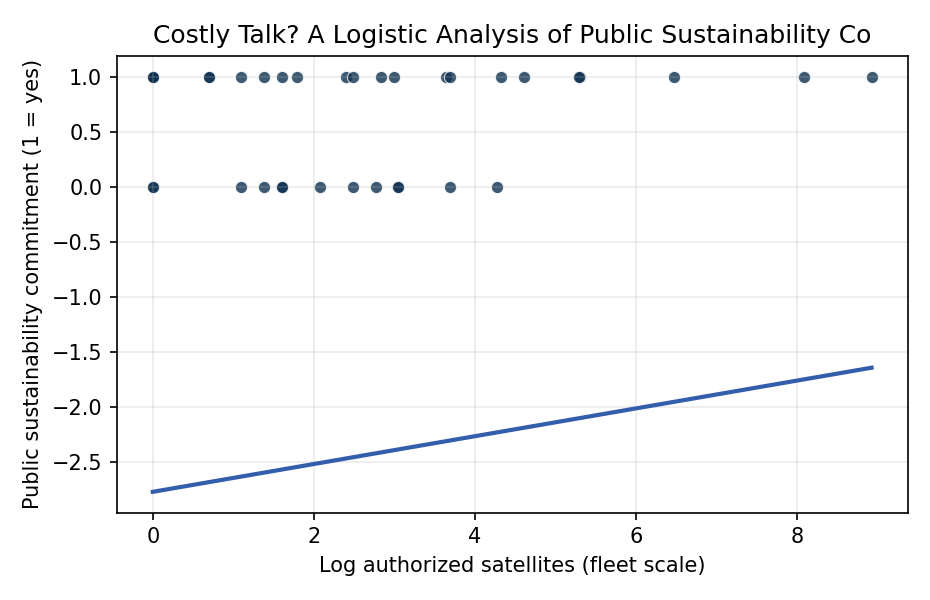 Costly Talk? A Logistic Analysis of Public Sustainability Co
Public sustainability commitment (1 = yes)
1.0
0.5
0.0
−0.5
−1.0
−1.5
−2.0
−2.5
0 2 4 6 8
Log authorized satellites (fleet scale)